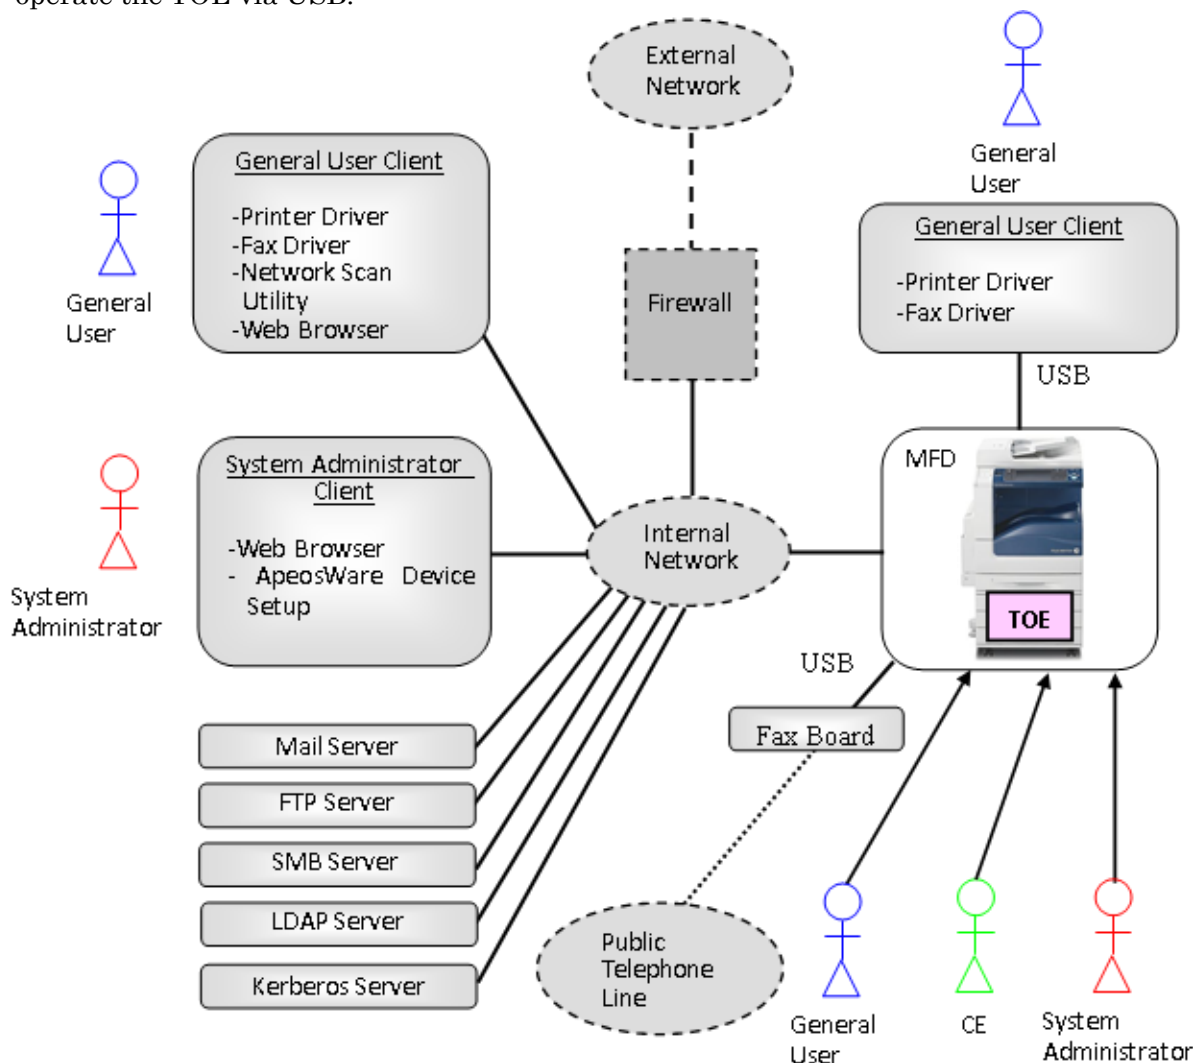 operate the TOE via USB.
External
Network
General
User
General User Client
-Printer Driver
-Fax Driver
-Network Scan
Utility
-Web Browser
General
User
General User Client
-Printer Driver
-Fax Driver
Firewall
USB
System Administrator
Client
-Web Browser
- ApeosWare Device
Setup
System
Administrator
Internal
Network
MFD
TOE
USB
Fax Board
Mail Server
FTP Server
SMB Server
LDAP Server
Kerberos Server
Public
Telephone
Line
General
User
CE
System
Administrator